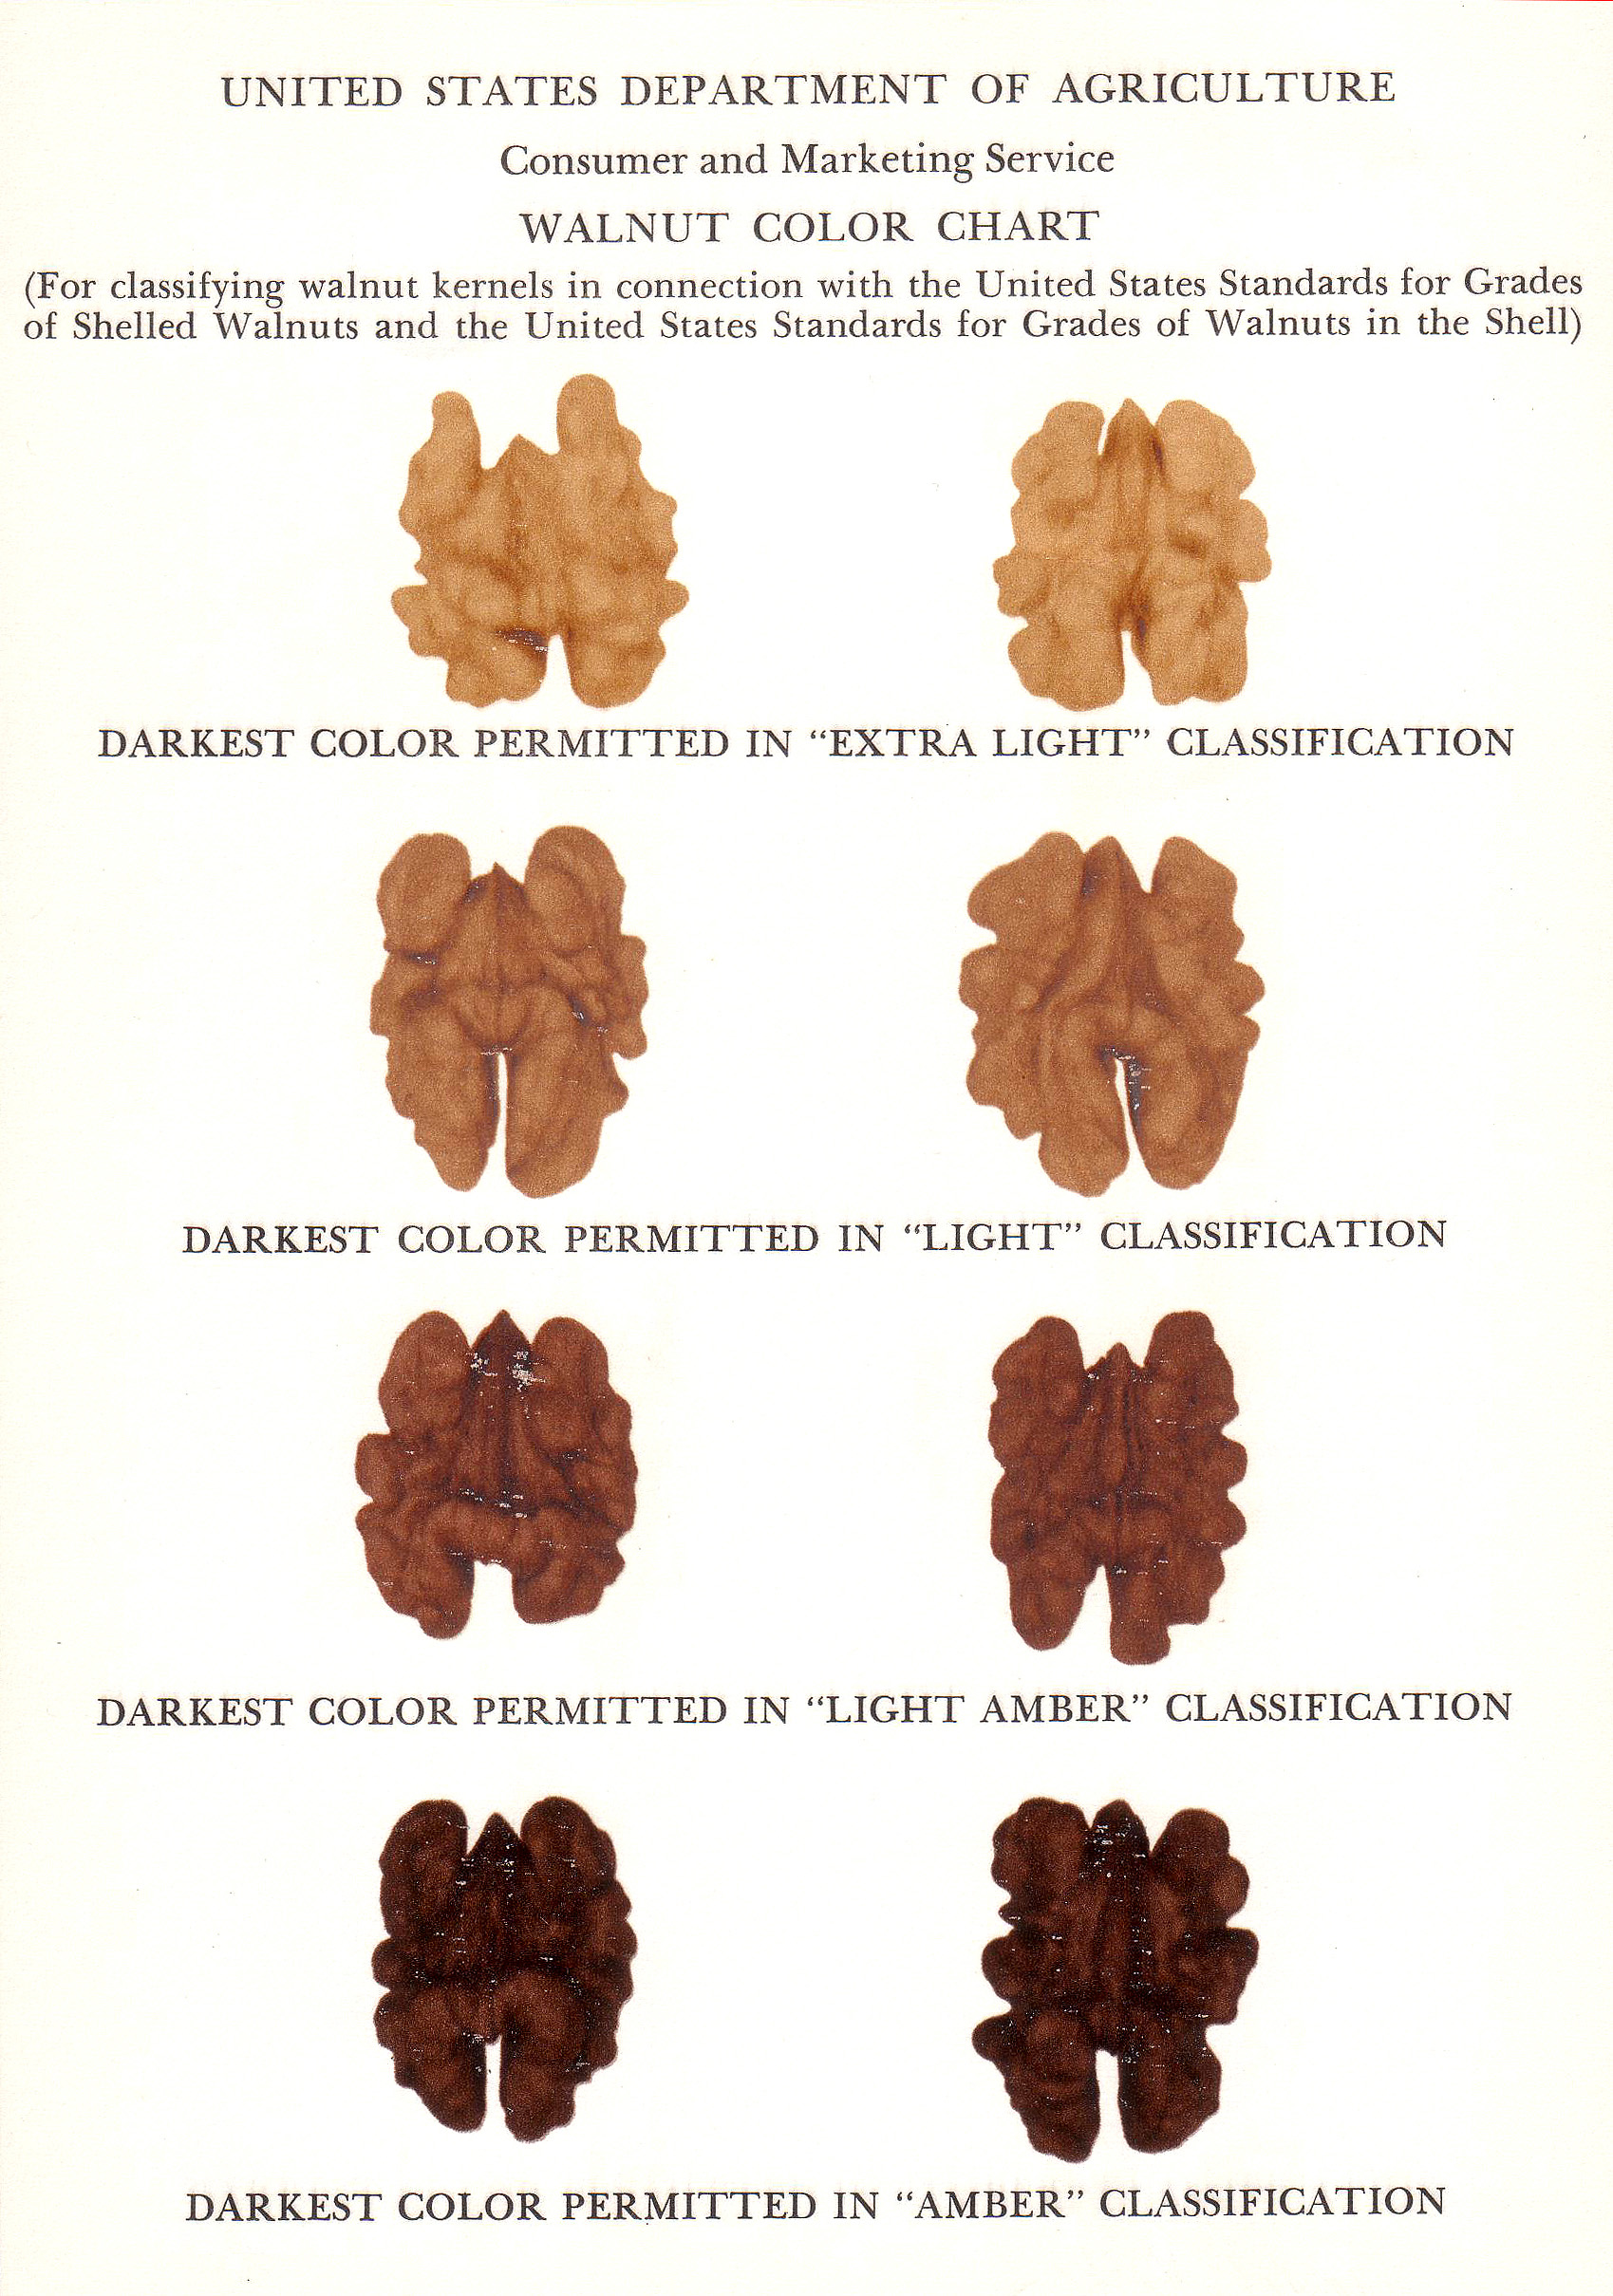 UNITED STATES DEPARTMENT OF AGRICULTURE
Consumer and Marketing Service
WALNUT COLOR CHART
(For classifying walnut kernels in connection with the United States Standards for Grades
of Shelled Walnuts and the United States Standards for Grades of Walnuts in the Shell)
DARKEST COLOR PERMITTED IN “EXTRA LIGHT” CLASSIFICATION
DARKEST COLOR PERMITTED IN “LIGHT” CLASSIFICATION
DARKEST COLOR PERMITTED IN “LIGHT AMBER” CLASSIFICATION
DARKEST COLOR PERMITTED IN “AMBER” CLASSIFICATION